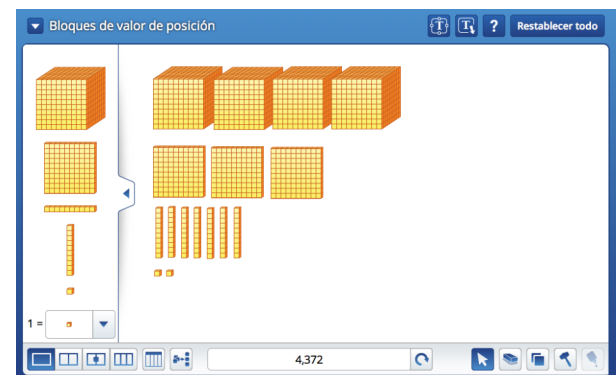 Bloques de valor de posición
? Restablecer todo
1 =
4,372